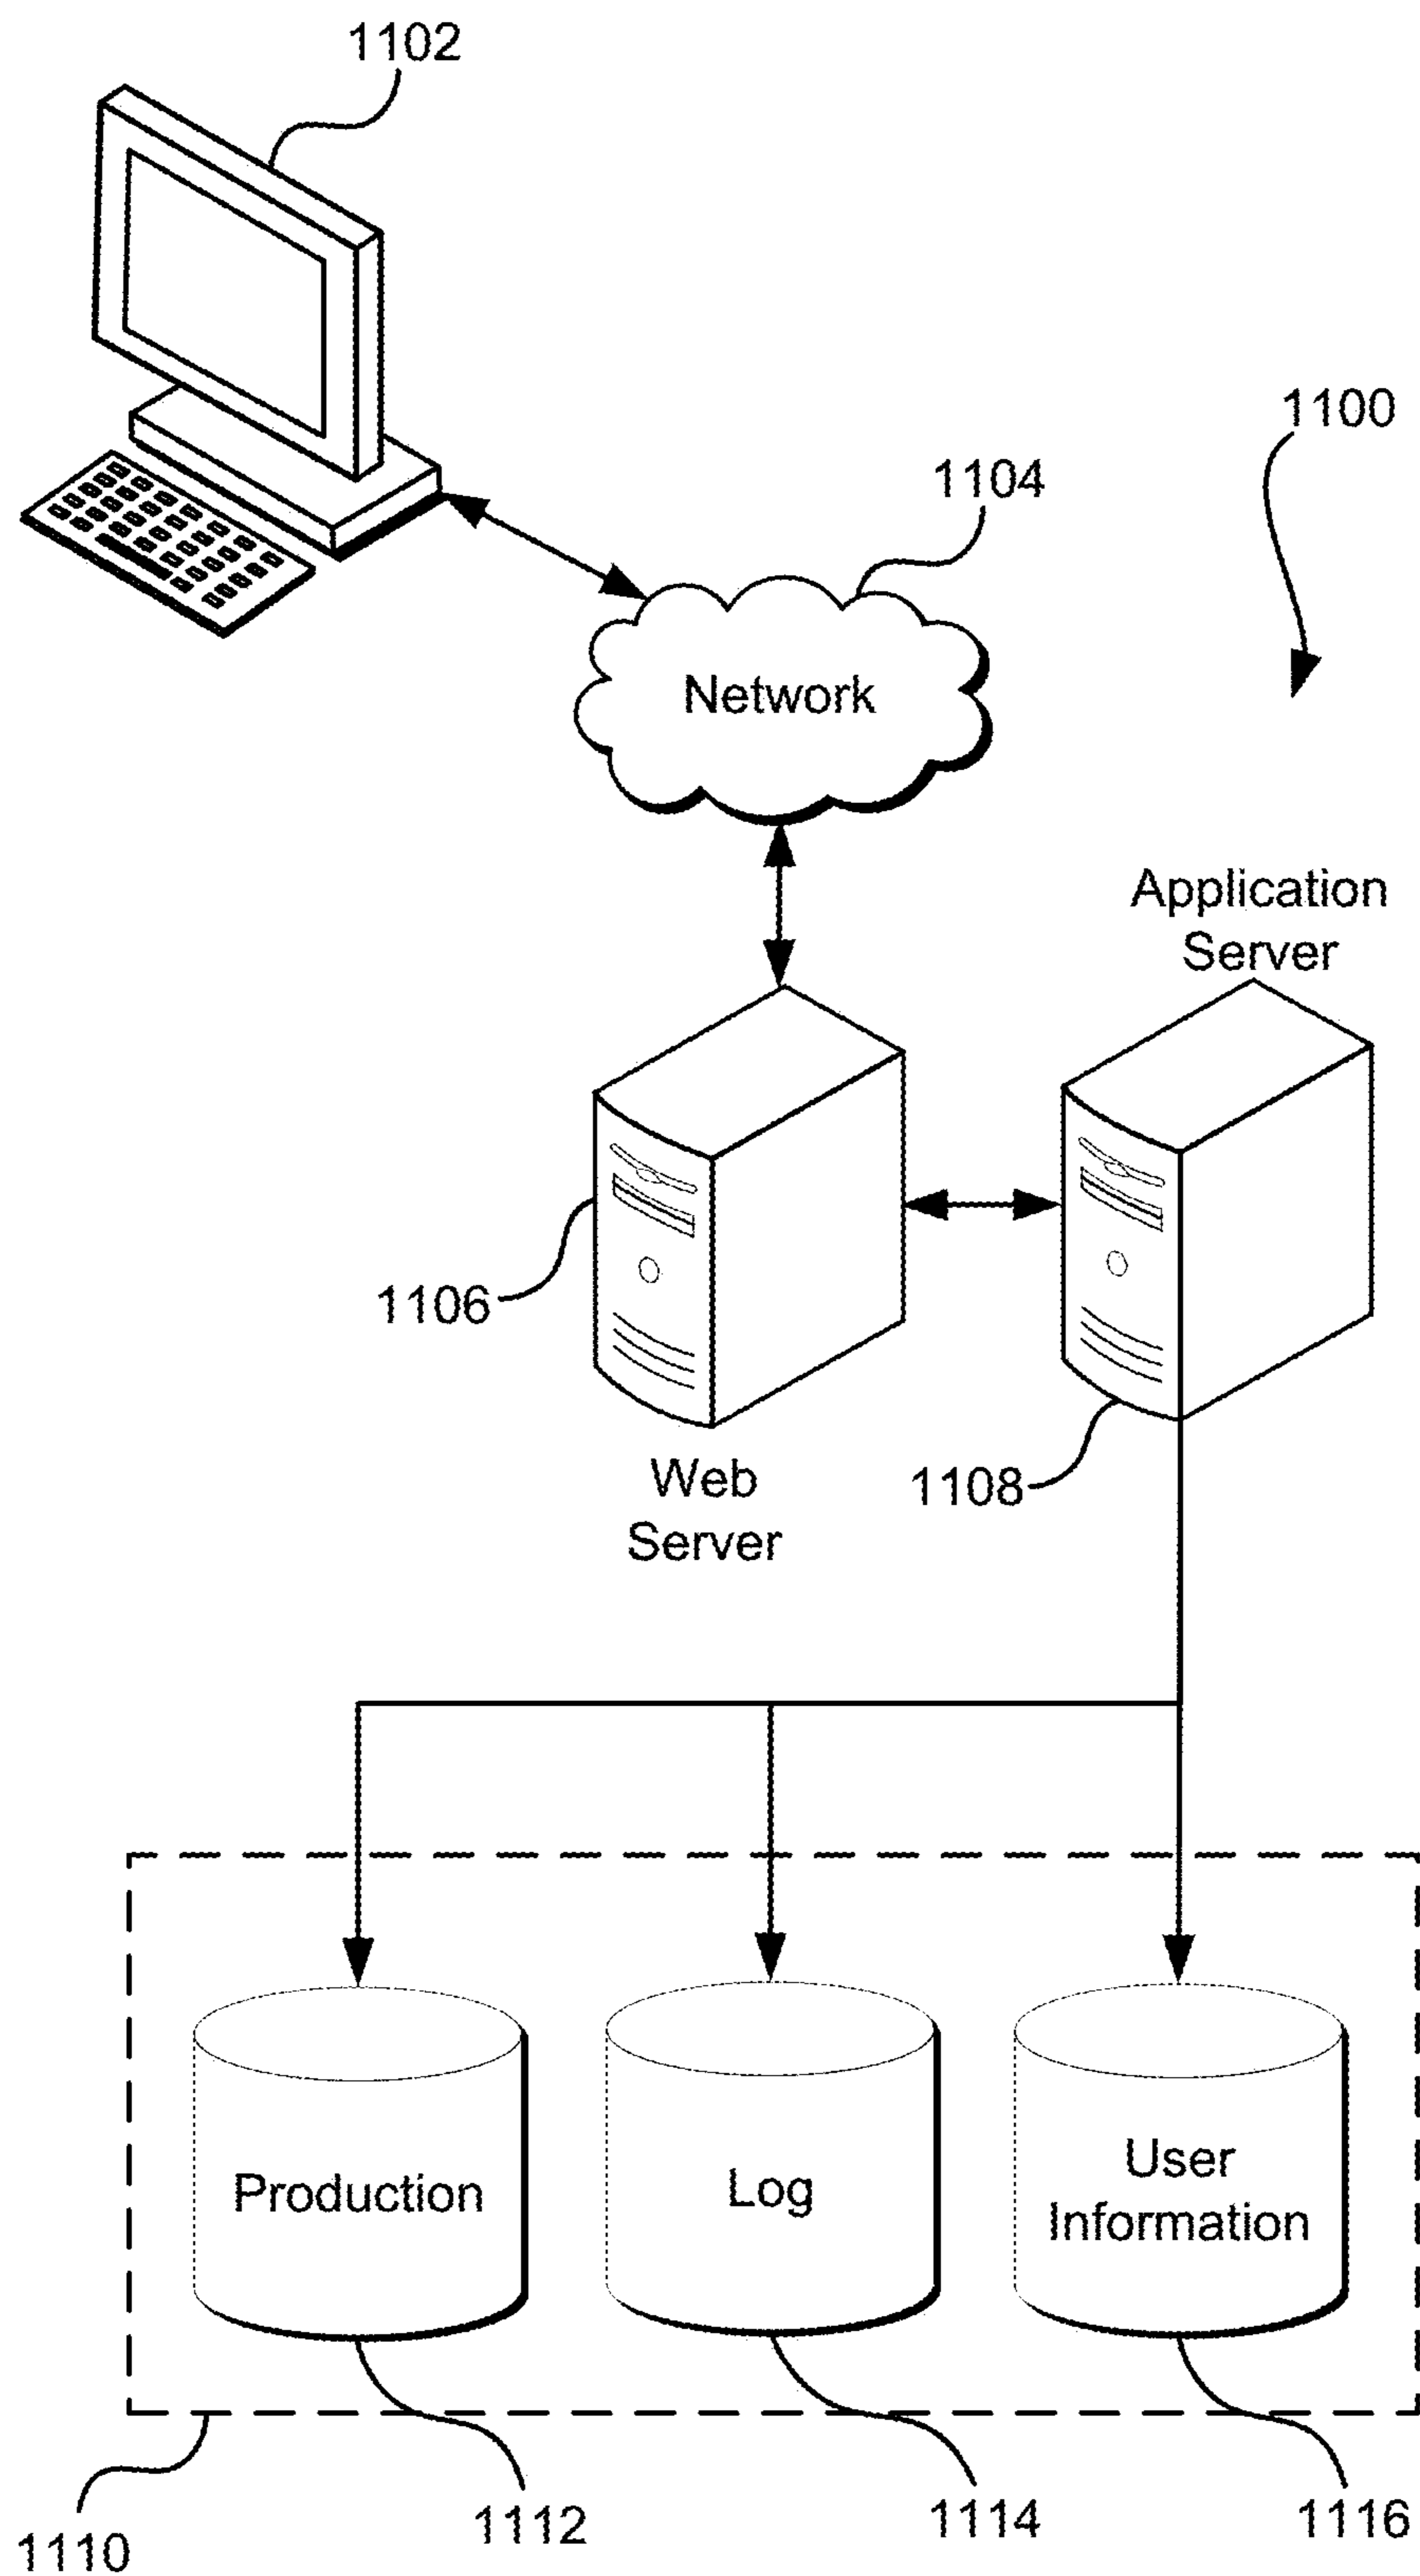 1102
1100
1104
Network
Application
Server
1106
Web
Server
1108
Production
Log
User
Information
1110
1112
1114
1116